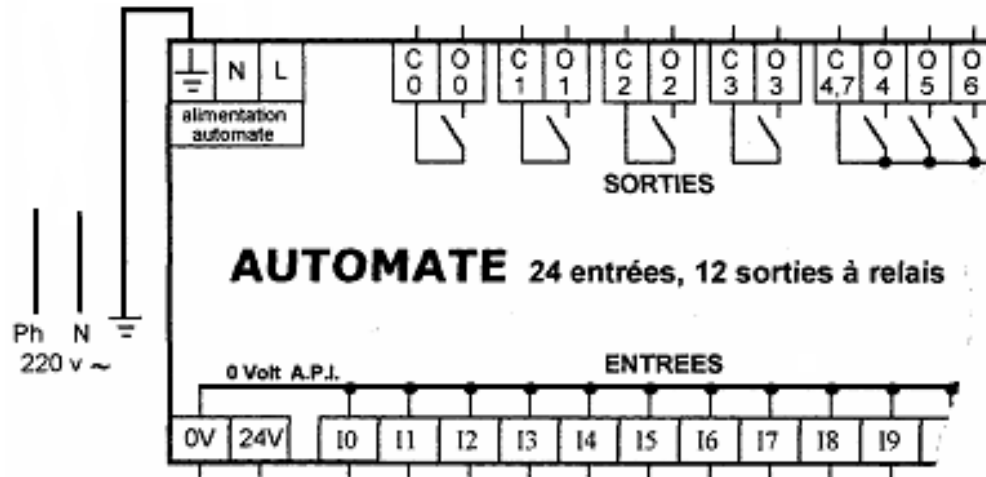 N L
C 0 O 0 C 1 O 1 C 2 O 2 C 3 O 3 C 4,7 O 4 O 5 O 6
alimentation
automate
SORTIES
AUTOMATE 24 entrées, 12 sorties à relais
Ph N
220 v ~
0 Volt A.P.I. ENTREES
0V 24V I0 I1 I2 I3 I4 I5 I6 I7 I8 I9